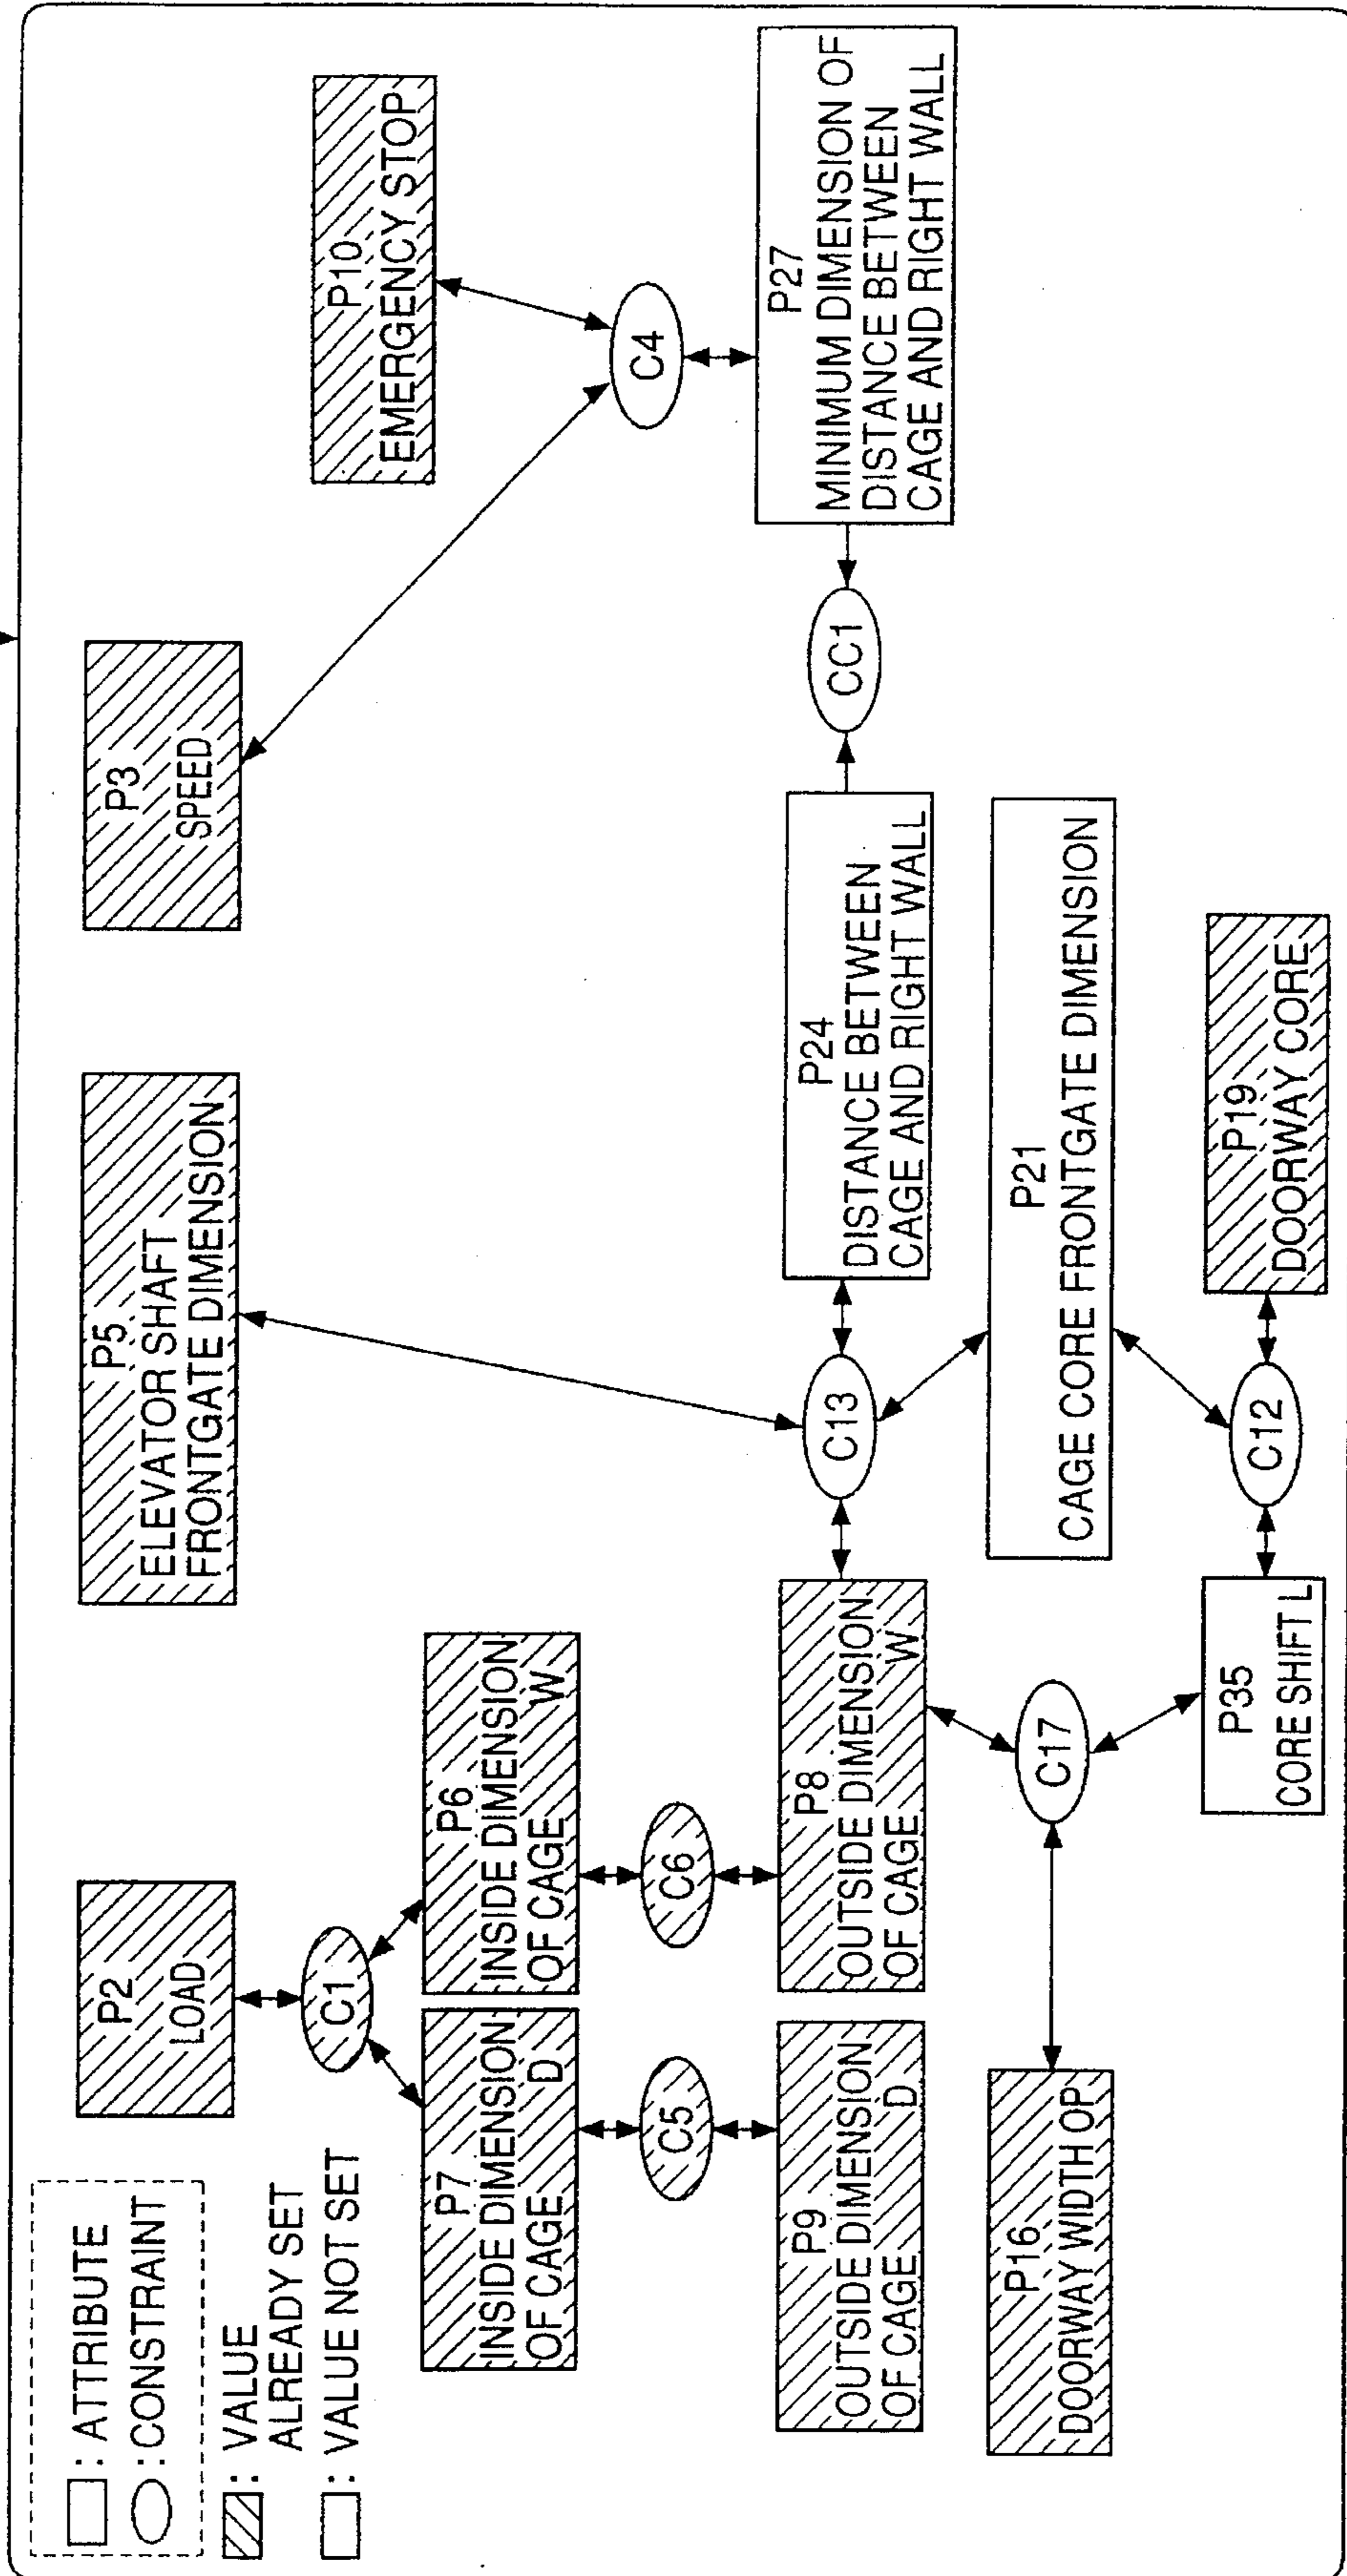 : ATTRIBUTE
: CONSTRAINT
: VALUE
ALREADY SET
: VALUE NOT SET
P2
LOAD
P5
ELEVATOR SHAFT
FRONTGATE DIMENSION
P3
SPEED
C1
P10
EMERGENCY STOP
P7
INSIDE DIMENSION
OF CAGE D
P6
INSIDE DIMENSION
OF CAGE W
C5
C6
C4
P9
OUTSIDE DIMENSION
OF CAGE D
P8
OUTSIDE DIMENSION
OF CAGE W
C13
P24
DISTANCE BETWEEN
CAGE AND RIGHT WALL
CC1
P27
MINIMUM DIMENSION OF
DISTANCE BETWEEN
CAGE AND RIGHT WALL
P16
DOORWAY WIDTH OP
C17
P21
CAGE CORE FRONTGATE DIMENSION
P35
CORE SHIFT L
C12
P19
DOORWAY CORE